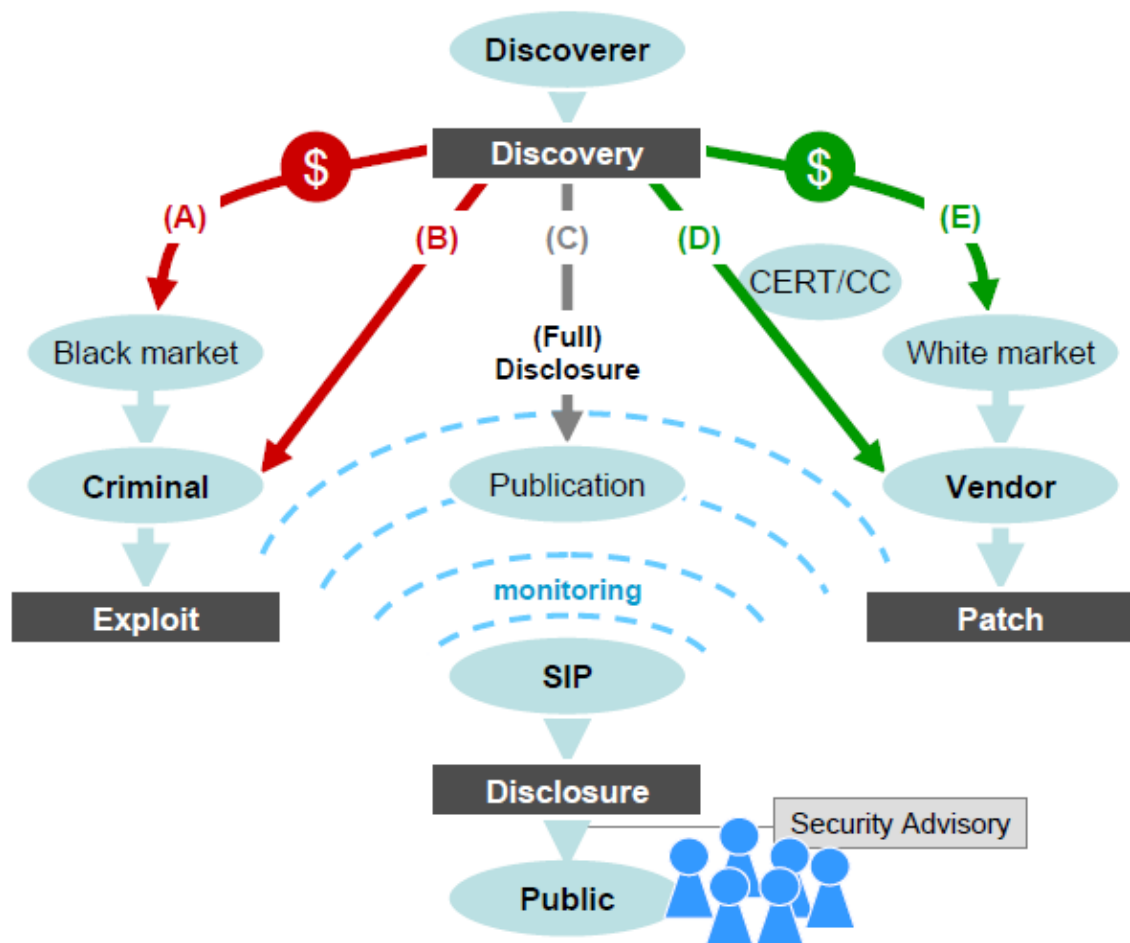 Discoverer
Discovery
$
$
(A)
(B)
(C)
(D)
(E)
CERT/CC
Black market
(Full)
Disclosure
White market
Criminal
Publication
Vendor
monitoring
Exploit
Patch
SIP
Disclosure
Security Advisory
Public